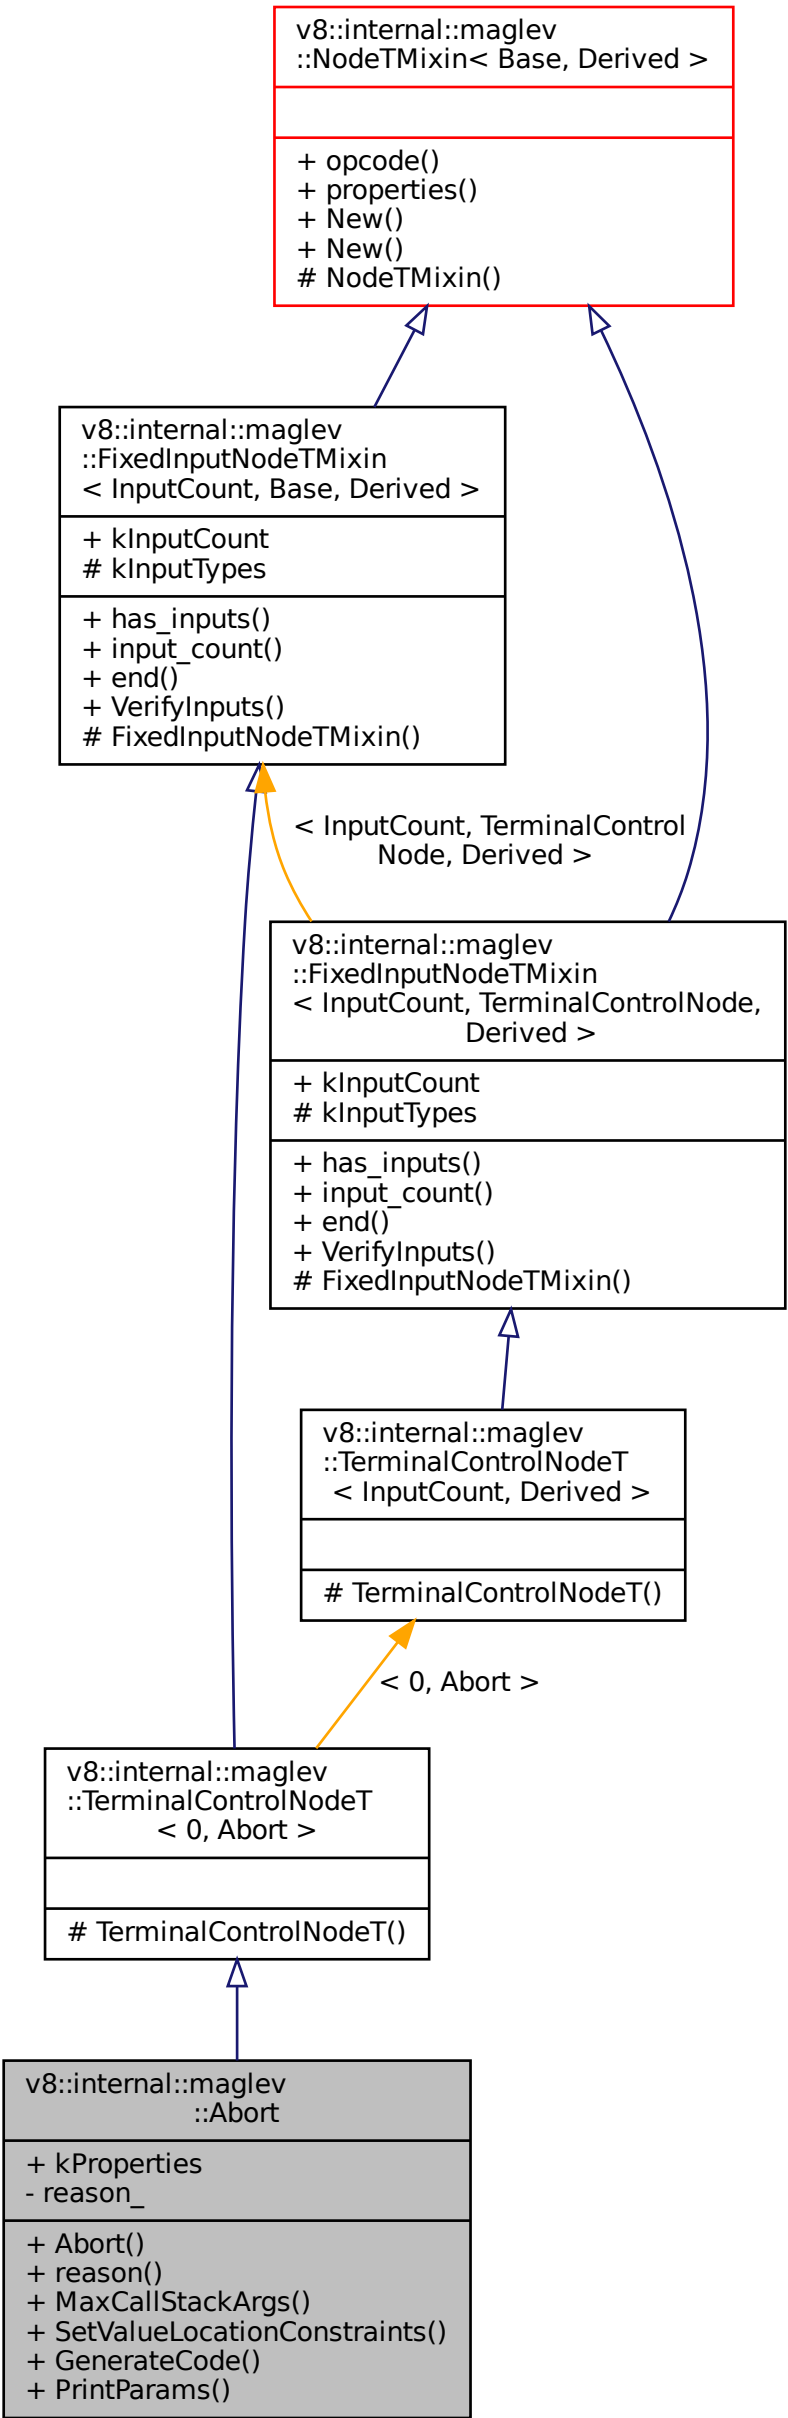 v8::internal::maglev
::NodeTMixin< Base, Derived >
+ opcode()
+ properties()
+ New()
+ New()
# NodeTMixin()
v8::internal::maglev
::FixedInputNodeTMixin
< InputCount, Base, Derived >
+ kInputCount
# kInputTypes
+ has_inputs()
+ input_count()
+ end()
+ VerifyInputs()
# FixedInputNodeTMixin()
< InputCount, TerminalControl
Node, Derived >
v8::internal::maglev
::FixedInputNodeTMixin
< InputCount, TerminalControlNode,
Derived >
+ kInputCount
# kInputTypes
+ has_inputs()
+ input_count()
+ end()
+ VerifyInputs()
# FixedInputNodeTMixin()
v8::internal::maglev
::TerminalControlNodeT
< InputCount, Derived >
# TerminalControlNodeT()
< 0, Abort >
v8::internal::maglev
::TerminalControlNodeT
< 0, Abort >
# TerminalControlNodeT()
v8::internal::maglev
::Abort
+ kProperties
- reason_
+ Abort()
+ reason()
+ MaxCallStackArgs()
+ SetValueLocationConstraints()
+ GenerateCode()
+ PrintParams()